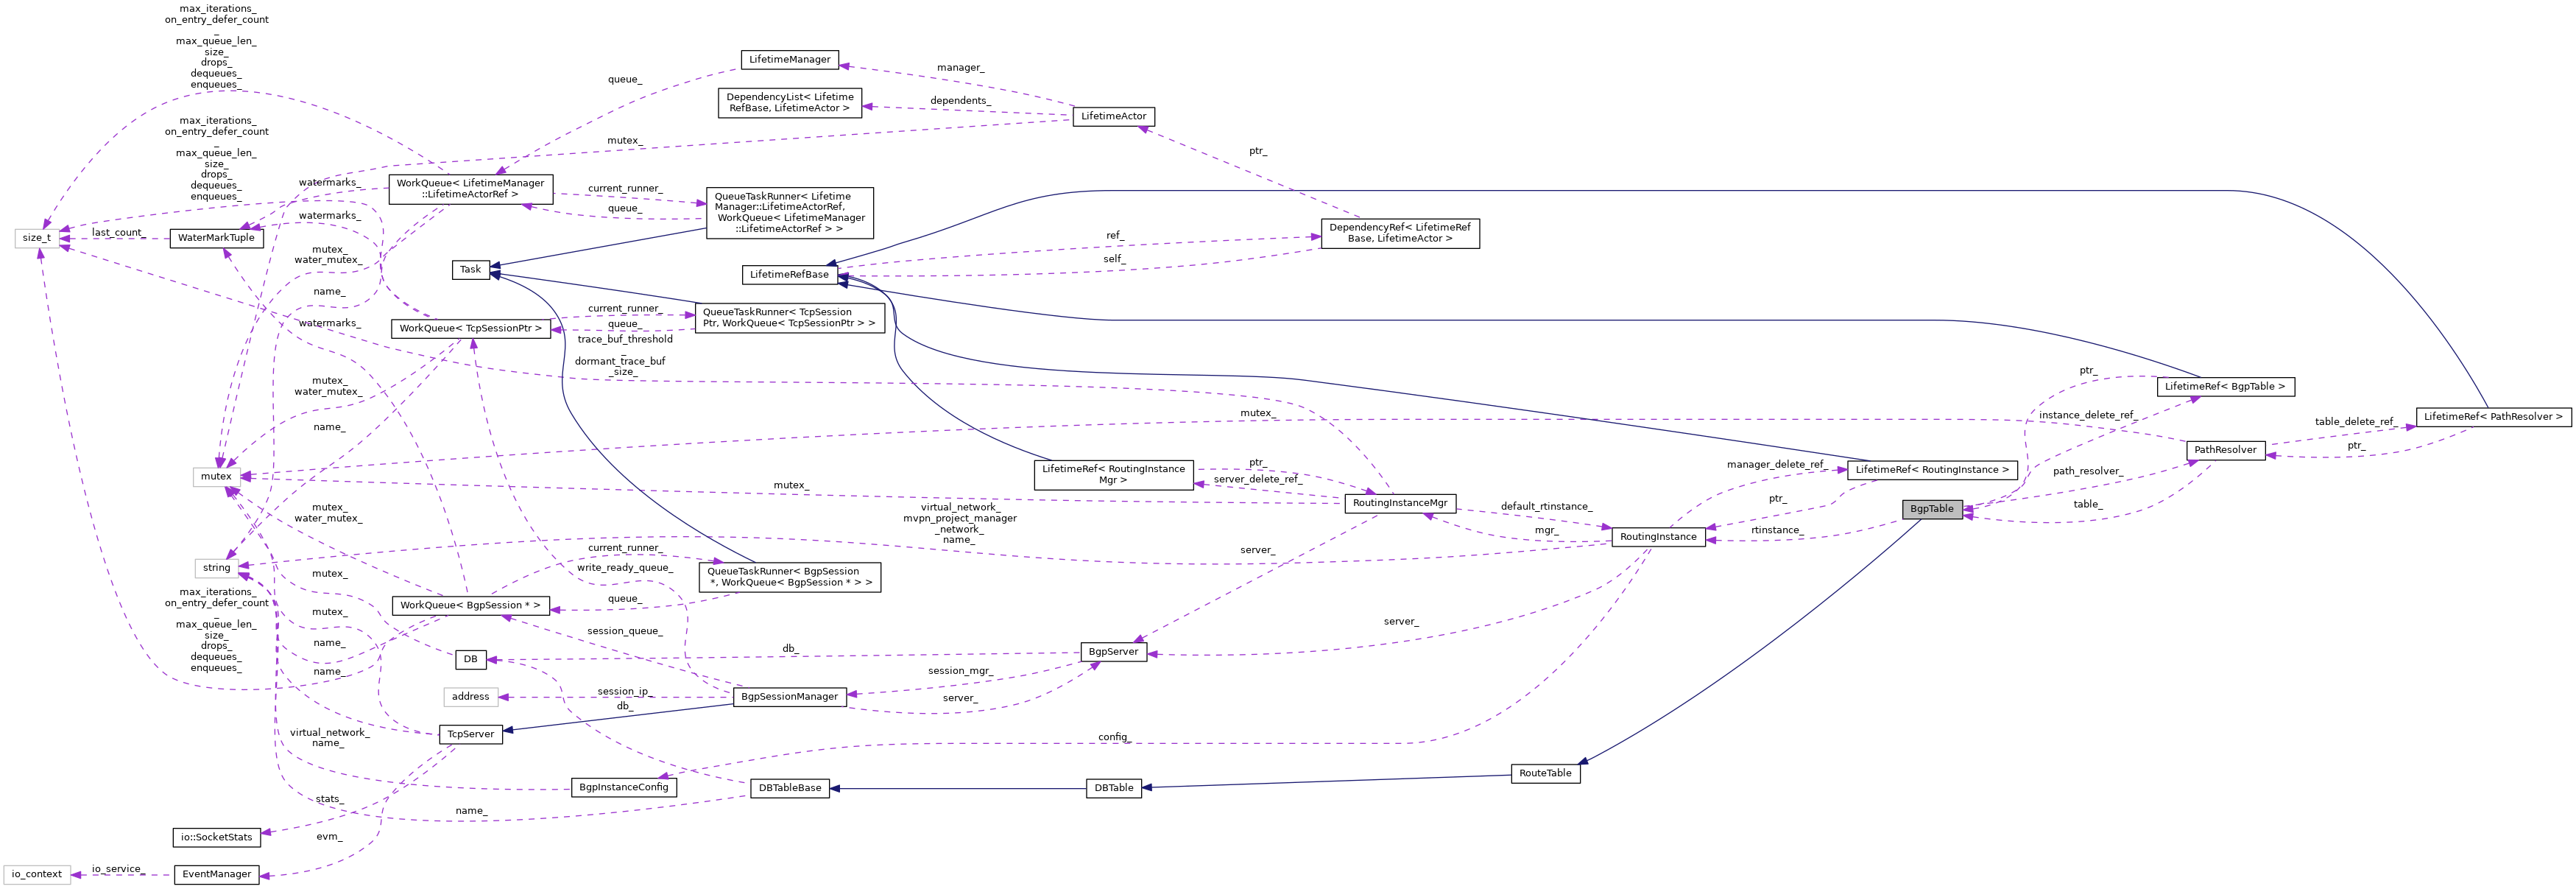 max_iterations_
on_entry_defer_count
_
max_queue_len_
size_
drops_
dequeues_
enqueues_
LifetimeManager
manager_
queue_
DependencyList< Lifetime
RefBase, LifetimeActor >
dependents_
LifetimeActor
max_iterations_
on_entry_defer_count
_
max_queue_len_
size_
drops_
dequeues_
enqueues_
mutex_
ptr_
watermarks_
WorkQueue< LifetimeManager
::LifetimeActorRef >
current_runner_
queue_
QueueTaskRunner< Lifetime
Manager::LifetimeActorRef,
WorkQueue< LifetimeManager
::LifetimeActorRef > >
watermarks_
size_t
last_count_
WaterMarkTuple
DependencyRef< LifetimeRef
Base, LifetimeActor >
ref_
self_
mutex_
water_mutex_
Task
LifetimeRefBase
name_
current_runner_
queue_
QueueTaskRunner< TcpSession
Ptr, WorkQueue< TcpSessionPtr > >
watermarks_
WorkQueue< TcpSessionPtr >
trace_buf_threshold
_
dormant_trace_buf
_size_
mutex_
water_mutex_
name_
ptr_
LifetimeRef< BgpTable >
mutex_
instance_delete_ref_
LifetimeRef< PathResolver >
table_delete_ref_
PathResolver
ptr_
mutex
LifetimeRef< RoutingInstance
Mgr >
ptr_
server_delete_ref_
manager_delete_ref_
LifetimeRef< RoutingInstance >
path_resolver_
mutex_
RoutingInstanceMgr
ptr_
table_
BgpTable
mutex_
water_mutex_
virtual_network_
mvpn_project_manager
_network_
name_
default_rtinstance_
mgr_
RoutingInstance
rtinstance_
current_runner_
server_
string
mutex_
write_ready_queue_
QueueTaskRunner< BgpSession
*, WorkQueue< BgpSession * > >
max_iterations_
on_entry_defer_count
_
max_queue_len_
size_
drops_
dequeues_
enqueues_
mutex_
WorkQueue< BgpSession * >
queue_
server_
name_
session_queue_
DB
db_
BgpServer
name_
address
session_ip_
BgpSessionManager
session_mgr_
server_
db_
virtual_network_
name_
TcpServer
config_
RouteTable
BgpInstanceConfig
DBTableBase
DBTable
stats_
name_
io::SocketStats
evm_
io_context
io_service_
EventManager